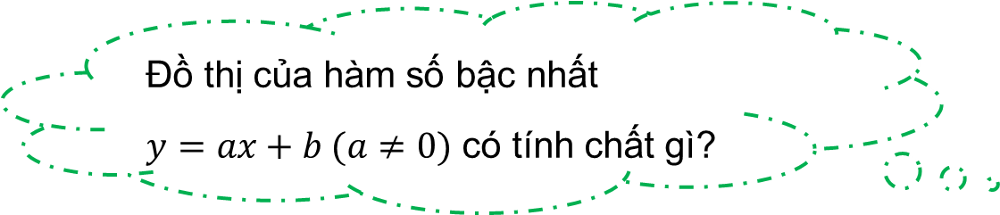 Đồ thị của hàm số bậc nhất
y = ax + b (a ≠ 0) có tính chất gì?